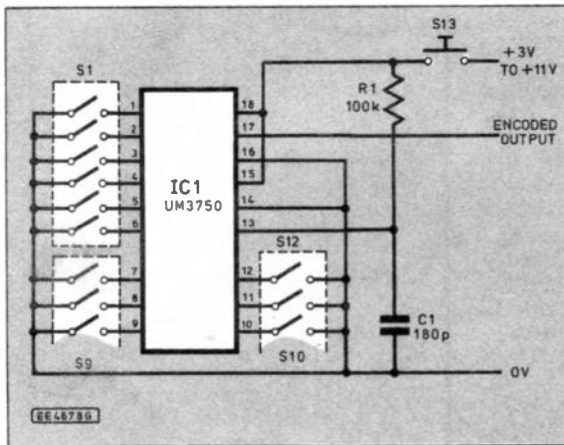 S13
+3V
TO +11V
S1
R1
100k
1
2
3
4
5
6
7
8
9
18
17
16
15
14
13
12
11
10
ENCODED
OUTPUT
IC1
UM3750
S12
C1
180p
S9
S10
0V
EE4678G